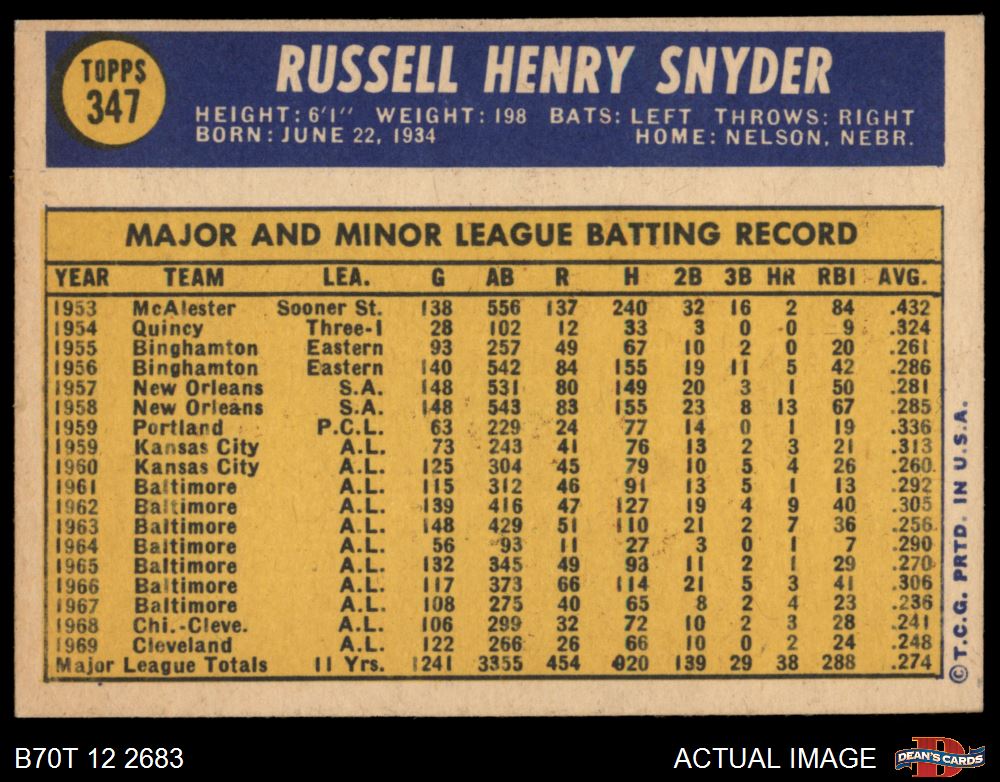 TOPPS
347
RUSSELL HENRY SNYDER
HEIGHT: 6'1" WEIGHT: 198 BATS: LEFT THROWS: RIGHT
BORN: JUNE 22, 1934 HOME: NELSON, NEBR.
MAJOR AND MINOR LEAGUE BATTING RECORD
YEAR TEAM LEA. G AB R H 2B 3B HR RBI AVG.
1953 McAlester Sooner St. 138 556 137 240 32 16 2 84 .432
1954 Quincy Three-I 28 102 12 33 3 0 0 9 .324
1955 Binghamton Eastern 93 257 49 67 10 2 0 20 .261
1956 Binghamton Eastern 140 542 84 155 19 11 5 42 .286
1957 New Orleans S.A. 148 531 80 149 20 3 1 50 .281
1958 New Orleans S.A. 148 543 83 155 23 8 13 67 .285
1959 Portland P.C.L. 63 229 24 77 14 0 1 19 .336
1959 Kansas City A.L. 73 243 41 76 13 2 3 21 .313
1960 Kansas City A.L. 125 304 45 79 10 5 4 26 .260
1961 Baltimore A.L. 115 312 46 91 13 5 1 13 .292
1962 Baltimore A.L. 139 416 47 127 19 4 9 40 .305
1963 Baltimore A.L. 148 429 51 110 21 2 7 36 .256
1964 Baltimore A.L. 56 93 11 27 3 0 1 7 .290
1965 Baltimore A.L. 132 345 49 93 11 2 1 29 .270
1966 Baltimore A.L. 117 373 66 114 21 5 3 41 .306
1967 Baltimore A.L. 108 275 40 65 8 2 4 23 .236
1968 Chi.-Cleve. A.L. 106 299 32 72 10 2 3 28 .241
1969 Cleveland A.L. 122 266 26 66 10 0 2 24 .248
Major League Totals 11 Yrs. 1241 3355 454 920 139 29 38 288 .274
© T.C.G. PRTD. IN U.S.A.
B70T 12 2683 ACTUAL IMAGE
D
DEAN'S CARDS